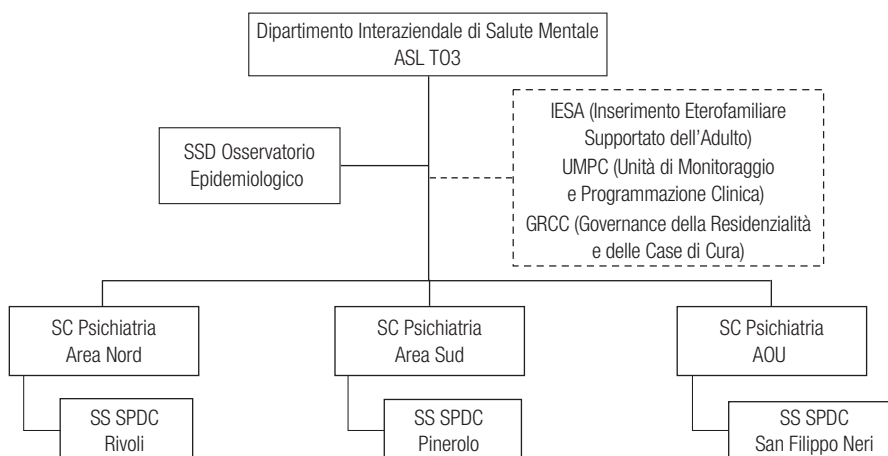 Dipartimento Interaziendale di Salute Mentale
ASL TO3
SSD Osservatorio
Epidemiologico
IESA (Inserimento Eterofamiliare
Supportato dell'Adulto)
UMPC (Unità di Monitoraggio
e Programmazione Clinica)
GRCC (Governance della Residenzialità
e delle Case di Cura)
SC Psichiatria
Area Nord
SC Psichiatria
Area Sud
SC Psichiatria
AOU
SS SPDC
Rivoli
SS SPDC
Pinerolo
SS SPDC
San Filippo Neri